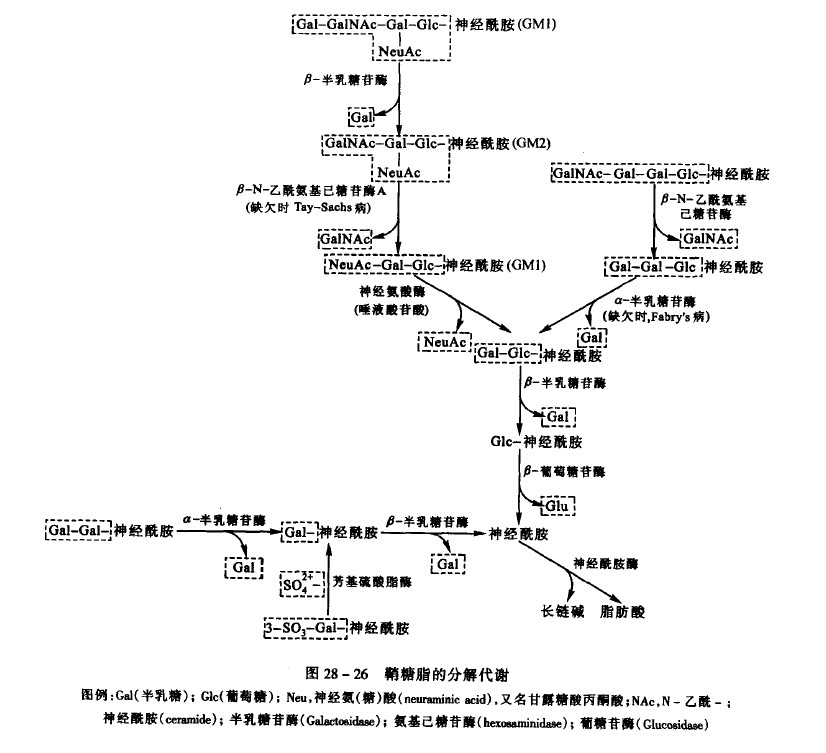 Gal-GalNAc-Gal-Glc-神经酰胺(GM1)
NeuAc
β-半乳糖苷酶
Gal
GalNAc-Gal-Glc-神经酰胺(GM2)
NeuAc
β-N-乙酰氨基己糖苷酶A
(缺欠时 Tay-Sachs 病)
GalNAc
NeuAc-Gal-Glc-神经酰胺(GM1)
神经氨酸酶
(唾液酸苷酸)
NeuAc
GalNAc-Gal-Gal-Glc-神经酰胺
β-N-乙酰氨基
己糖苷酶
GalNAc
Gal-Gal-Glc神经酰胺
α-半乳糖苷酶
(缺欠时,Fabry's病)
Gal
Gal-Glc-神经酰胺
β-半乳糖苷酶
Gal
Glc-神经酰胺
β-葡萄糖苷酶
Glu
Gal-Gal-神经酰胺
α-半乳糖苷酶
Gal
Gal-神经酰胺
β-半乳糖苷酶
Gal
神经酰胺
SO₄²⁺-
芳基硫酸脂酶
3-SO₃-Gal-神经酰胺
神经酰胺酶
长链碱 脂肪酸
图 28-26 鞘糖脂的分解代谢
图例:Gal(半乳糖); Glc(葡萄糖); Neu,神经氨(糖)酸(neuraminic acid),又名甘露糖酸丙酮酸;NAc,N-乙酰-;
神经酰胺(ceramide); 半乳糖苷酶(Galactosidase); 氨基己糖苷酶(hexosaminidase); 葡糖苷酶(Glucosidase)